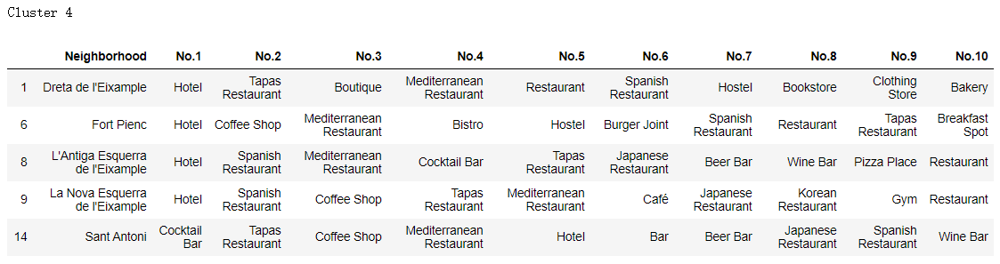 Cluster 4
Neighborhood No.1 No.2 No.3 No.4 No.5 No.6 No.7 No.8 No.9 No.10
1 Dreta de l'Eixample Hotel Tapas Restaurant Boutique Mediterranean Restaurant Restaurant Spanish Restaurant Hostel Bookstore Clothing Store Bakery
6 Fort Pienc Hotel Coffee Shop Mediterranean Restaurant Bistro Hostel Burger Joint Spanish Restaurant Restaurant Tapas Restaurant Breakfast Spot
8 L'Antiga Esquerra de l'Eixample Hotel Spanish Restaurant Mediterranean Restaurant Cocktail Bar Tapas Restaurant Japanese Restaurant Beer Bar Wine Bar Pizza Place Restaurant
9 La Nova Esquerra de l'Eixample Hotel Spanish Restaurant Coffee Shop Tapas Restaurant Mediterranean Restaurant Café Japanese Restaurant Korean Restaurant Gym Restaurant
14 Sant Antoni Cocktail Bar Tapas Restaurant Coffee Shop Mediterranean Restaurant Hotel Bar Beer Bar Japanese Restaurant Spanish Restaurant Wine Bar